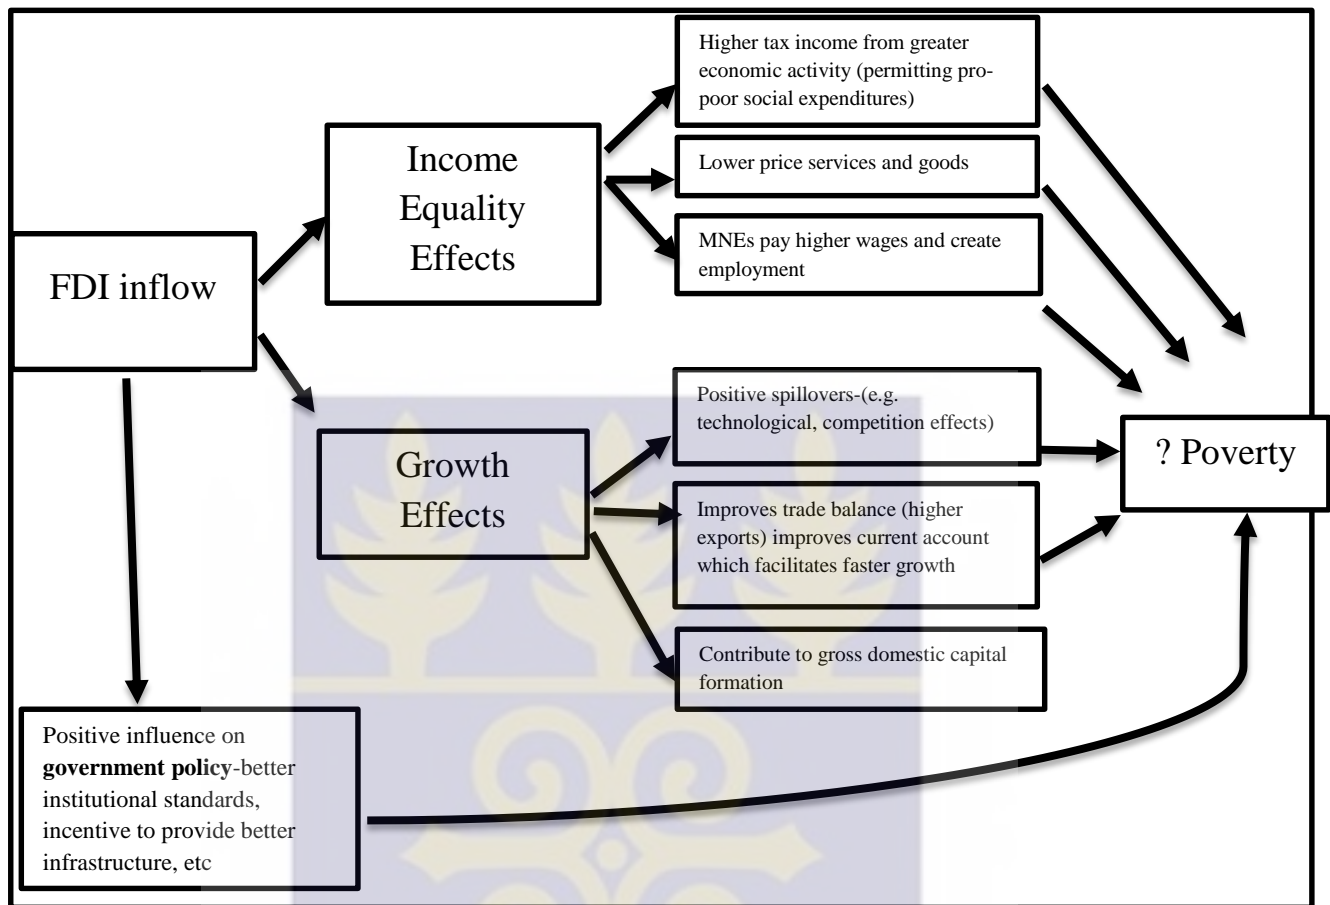 Higher tax income from greater
economic activity (permitting pro-
poor social expenditures)
Income
Equality
Effects
Lower price services and goods
MNEs pay higher wages and create
employment
FDI inflow
Positive spillovers-(e.g.
technological, competition effects)
Growth
Effects
? Poverty
Improves trade balance (higher
exports) improves current account
which facilitates faster growth
Contribute to gross domestic capital
formation
Positive influence on
government policy-better
institutional standards,
incentive to provide better
infrastructure, etc